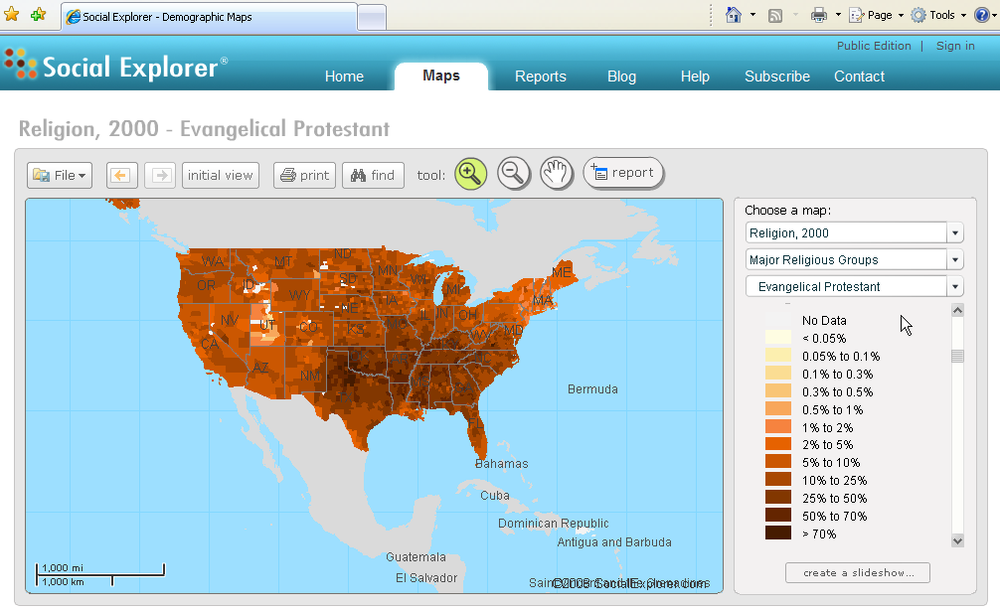 Social Explorer - Demographic Maps
Page
Tools
Public Edition | Sign in
Social Explorer®
Home Maps Reports Blog Help Subscribe Contact
Religion, 2000 - Evangelical Protestant
File initial view print find tool: report
Choose a map:
Religion, 2000
Major Religious Groups
Evangelical Protestant
No Data
< 0.05%
0.05% to 0.1%
0.1% to 0.3%
0.3% to 0.5%
0.5% to 1%
1% to 2%
2% to 5%
5% to 10%
10% to 25%
25% to 50%
50% to 70%
> 70%
create a slideshow...
WA MT ND MN ME
OR ID WY
NV UT CO KS OH MA
CA MD
AZ NM
Bermuda
Bahamas
Cuba
Dominican Republic
Antigua and Barbuda
Guatemala
El Salvador
1,000 mi
1,000 km
©2008 SocialExplorer.com